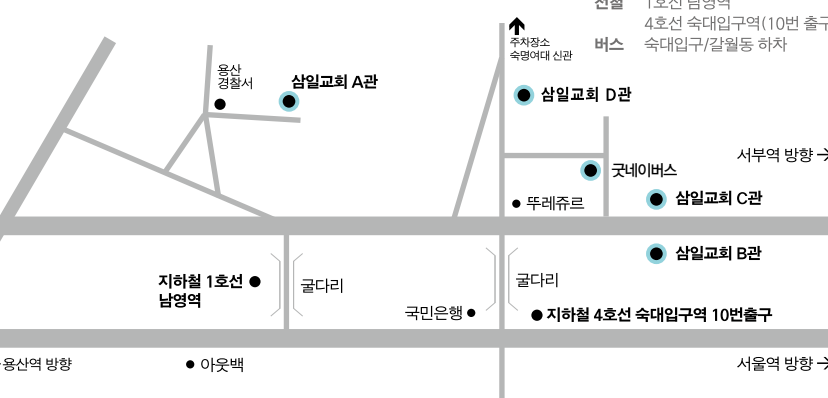 전철 1호선 남영역
4호선 숙대입구역(10번 출구
버스 숙대입구/갈월동 하차
주차장소
숙명여대 신관
용산
경찰서
삼일교회 A관
삼일교회 D관
서부역 방향
굿네이버스
삼일교회 C관
뚜레쥬르
삼일교회 B관
지하철 1호선
남영역
굴다리
굴다리
국민은행
지하철 4호선 숙대입구역 10번출구
용산역 방향
아웃백
서울역 방향